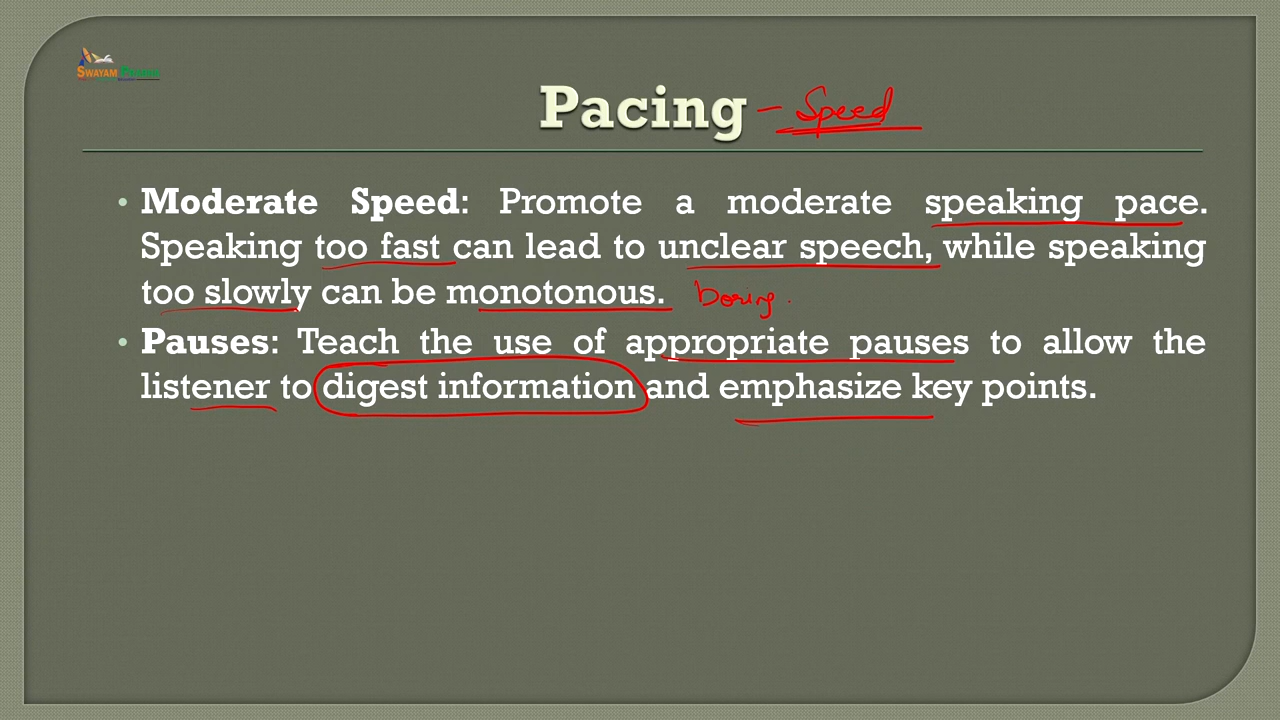 SWAYAM PRABHA
Pacing - Speed
• Moderate Speed: Promote a moderate speaking pace.
Speaking too fast can lead to unclear speech, while speaking
too slowly can be monotonous. boring.
• Pauses: Teach the use of appropriate pauses to allow the
listener to digest information and emphasize key points.